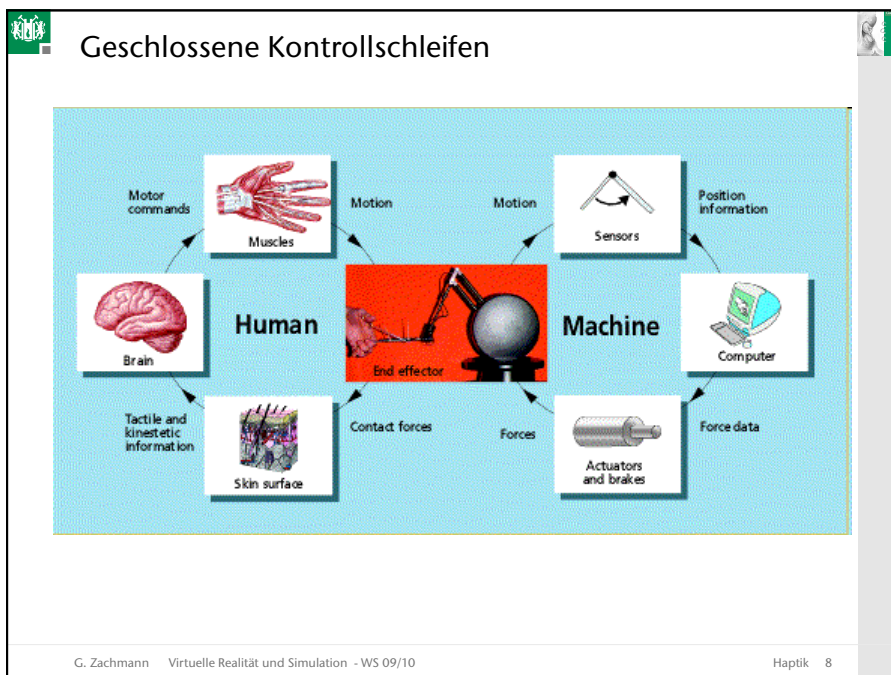 Geschlossene Kontrollschleifen
Motor
commands
Muscles
Motion
Motion
Sensors
Position
information
Brain
Human
End effector
Machine
Computer
Tactile and
kinestetic
information
Skin surface
Contact forces
Forces
Actuators
and brakes
Force data
G. Zachmann Virtuelle Realität und Simulation - WS 09/10
Haptik 8